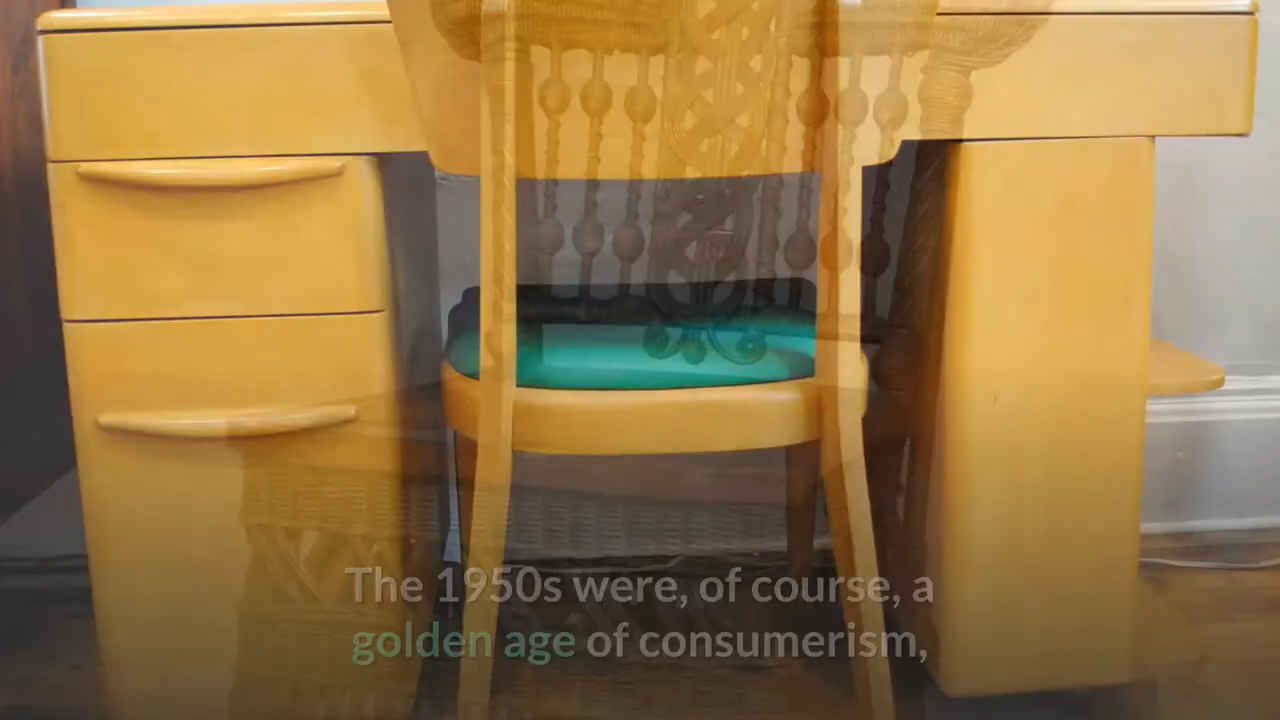 The 1950s were, of course, a
golden age of consumerism,